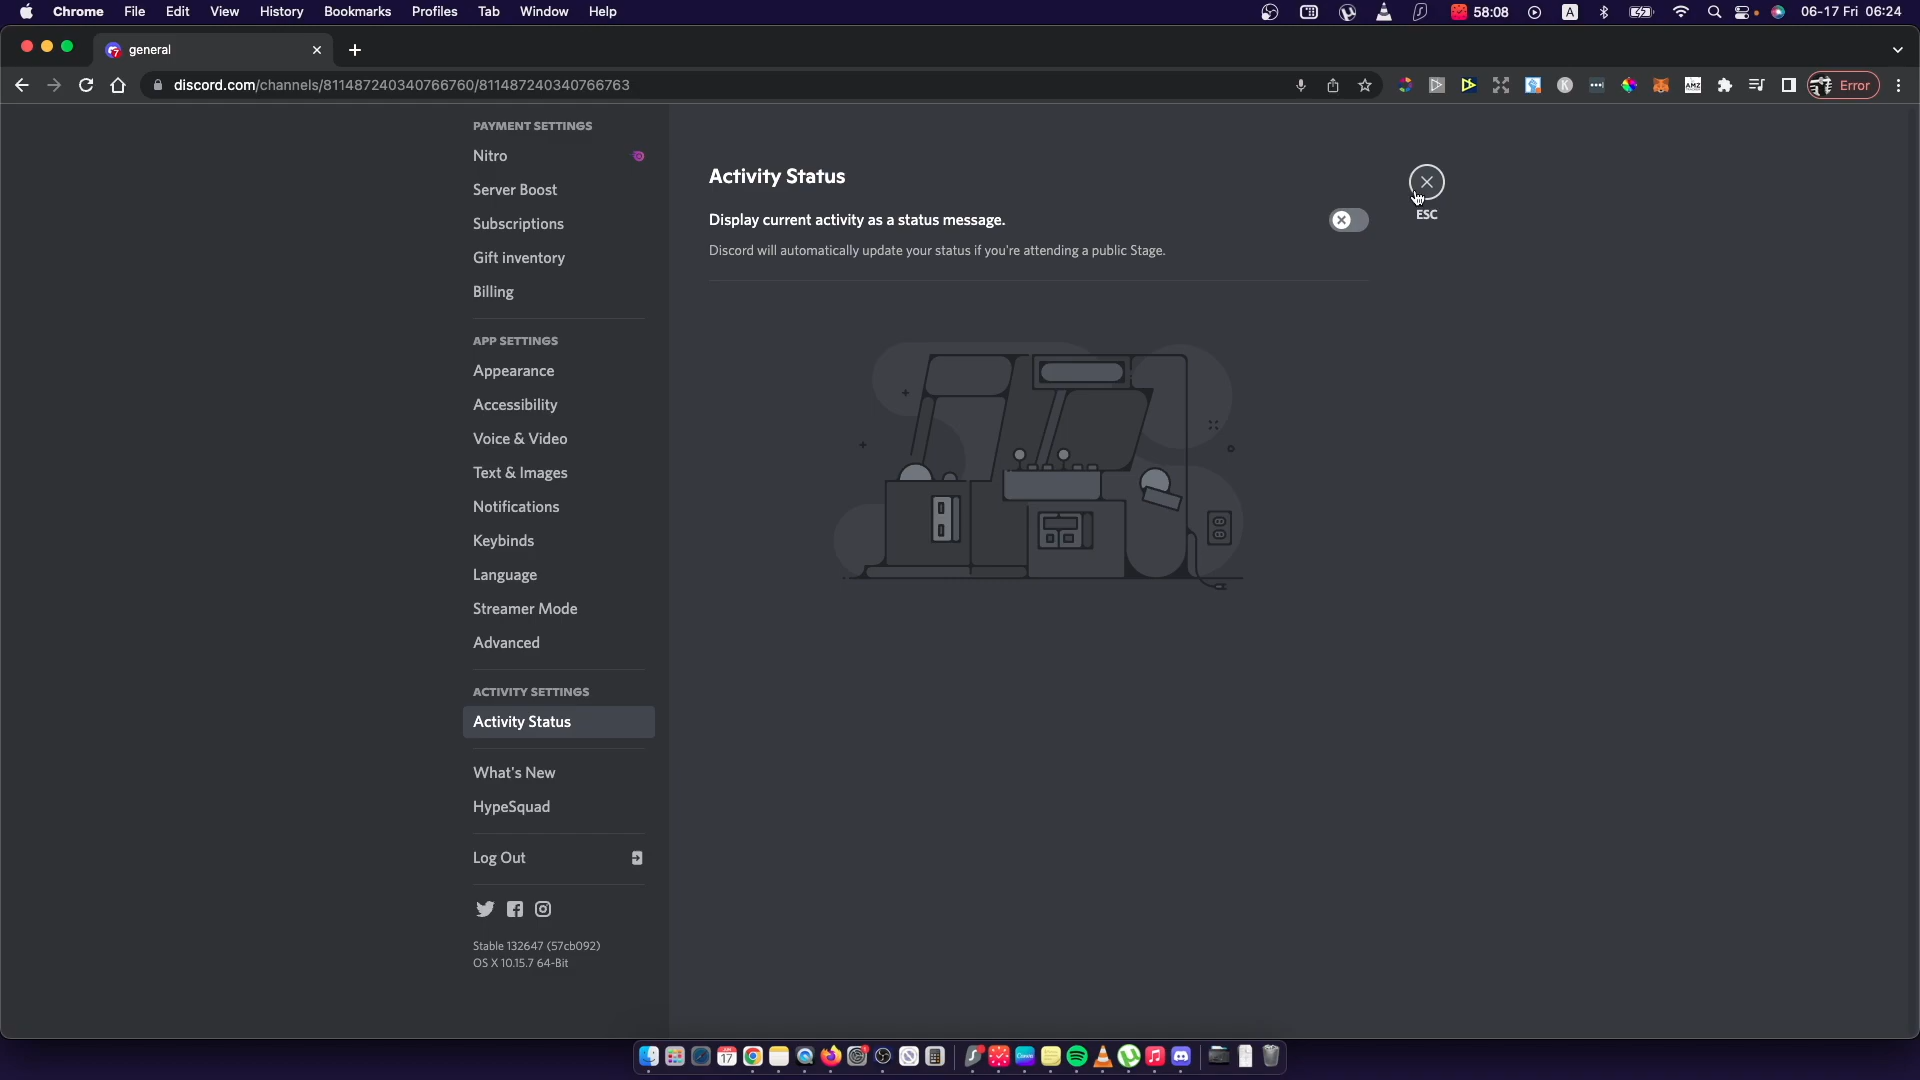 Chrome File Edit View History Bookmarks Profiles Tab Window Help 58:08 A 06-17 Fri 06:24
general
discord.com/channels/811487240340766760/811487240340766763 Error
PAYMENT SETTINGS
Nitro
Server Boost
Subscriptions
Gift inventory
Billing
APP SETTINGS
Appearance
Accessibility
Voice & Video
Text & Images
Notifications
Keybinds
Language
Streamer Mode
Advanced
ACTIVITY SETTINGS
Activity Status
What's New
HypeSquad
Log Out
Stable 132647 (57cb092)
OS X 10.15.7 64-Bit
Activity Status
ESC
Display current activity as a status message.
Discord will automatically update your status if you're attending a public Stage.